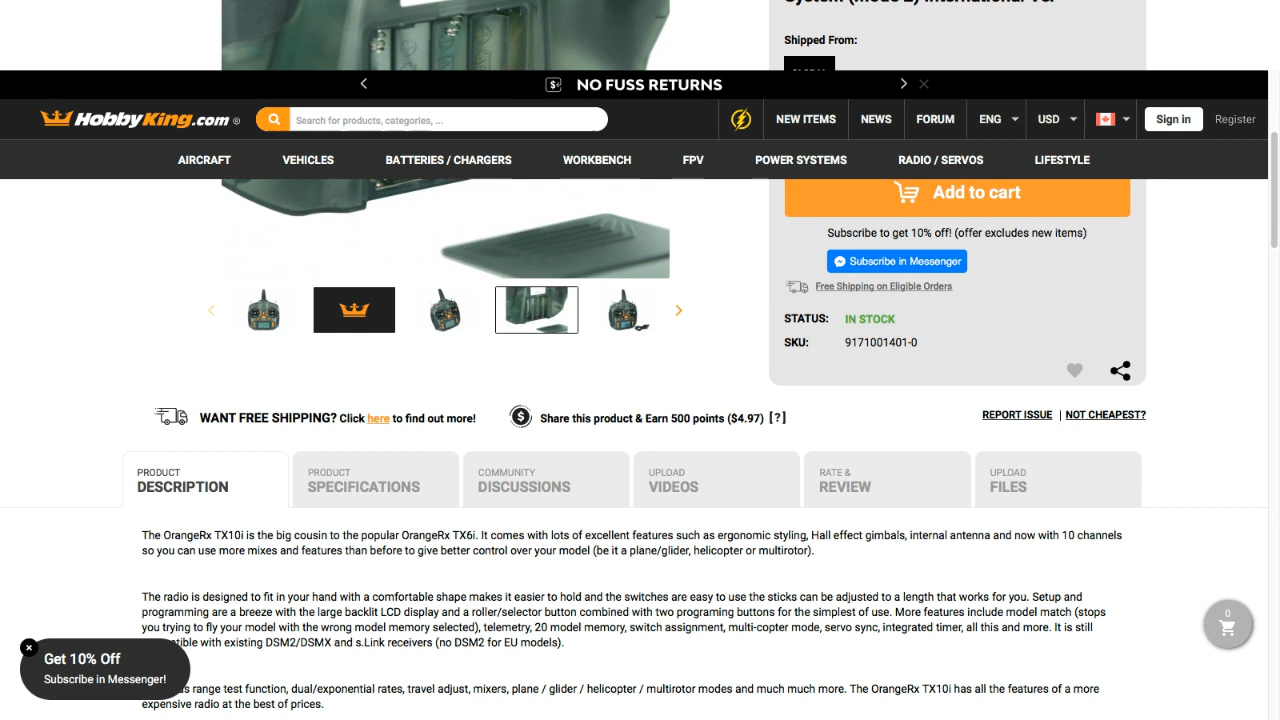 System (Mode 2) International Ver
Shipped From:
NO FUSS RETURNS
HobbyKing.com ®
Search for products, categories, ...
NEW ITEMS
NEWS
FORUM
ENG
USD
Sign in
Register
AIRCRAFT
VEHICLES
BATTERIES / CHARGERS
WORKBENCH
FPV
POWER SYSTEMS
RADIO / SERVOS
LIFESTYLE
Add to cart
Subscribe to get 10% off! (offer excludes new items)
Subscribe in Messenger
Free Shipping on Eligible Orders
STATUS: IN STOCK
SKU: 9171001401-0
WANT FREE SHIPPING? Click here to find out more!
Share this product & Earn 500 points ($4.97) [?]
REPORT ISSUE | NOT CHEAPEST?
PRODUCT
DESCRIPTION
PRODUCT
SPECIFICATIONS
COMMUNITY
DISCUSSIONS
UPLOAD
VIDEOS
RATE &
REVIEW
UPLOAD
FILES
The OrangeRx TX10i is the big cousin to the popular OrangeRx TX6i. It comes with lots of excellent features such as ergonomic styling, Hall effect gimbals, internal antenna and now with 10 channels
so you can use more mixes and features than before to give better control over your model (be it a plane/glider, helicopter or multirotor).
The radio is designed to fit in your hand with a comfortable shape makes it easier to hold and the switches are easy to use the sticks can be adjusted to a length that works for you. Setup and
programming are a breeze with the large backlit LCD display and a roller/selector button combined with two programing buttons for the simplest of use. More features include model match (stops
you trying to fly your model with the wrong model memory selected), telemetry, 20 model memory, switch assignment, multi-copter mode, servo sync, integrated timer, all this and more. It is still
with existing DSM2/DSMX and s.Link receivers (no DSM2 for EU models).
range test function, dual/exponential rates, travel adjust, mixers, plane / glider / helicopter / multirotor modes and much much more. The OrangeRx TX10i has all the features of a more
expensive radio at the best of prices.
0
Get 10% Off
Subscribe in Messenger!